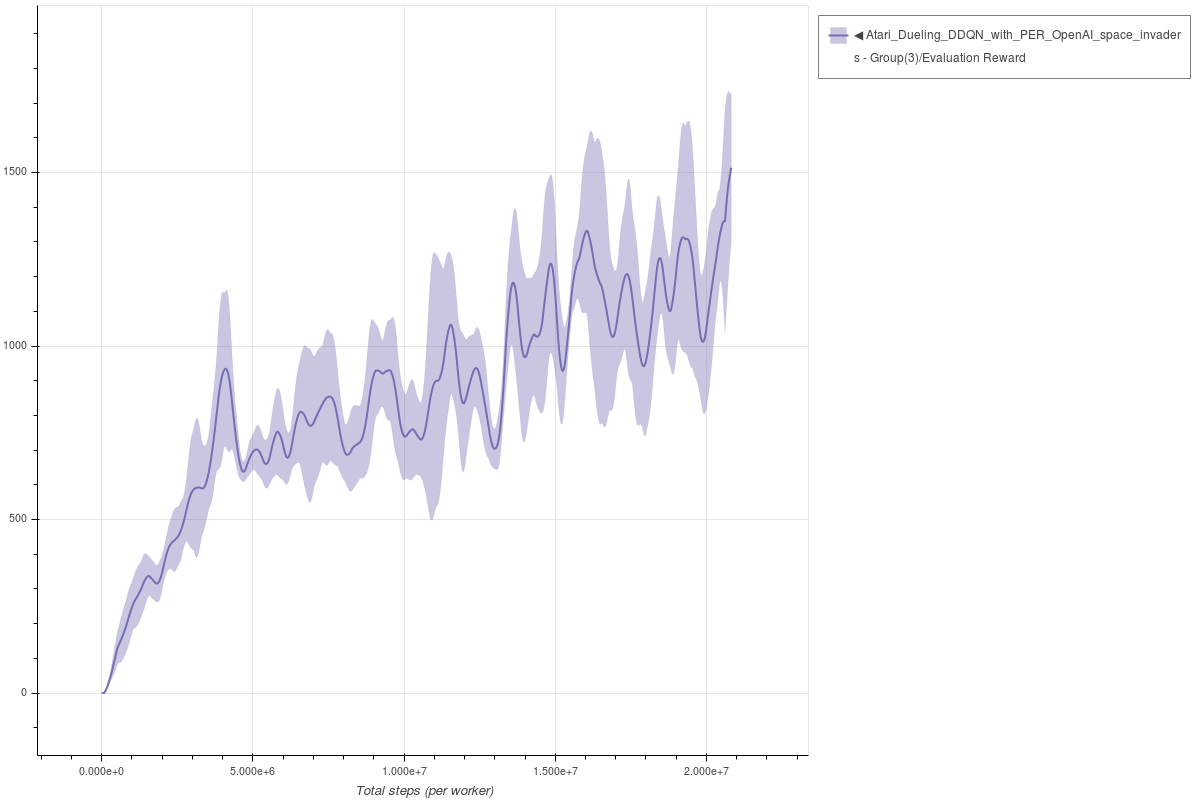 ◀ Atari_Dueling_DDQN_with_PER_OpenAI_space_invader
s - Group(3)/Evaluation Reward
1500
1000
500
0
0.000e+0 5.000e+6 1.000e+7 1.500e+7 2.000e+7
Total steps (per worker)